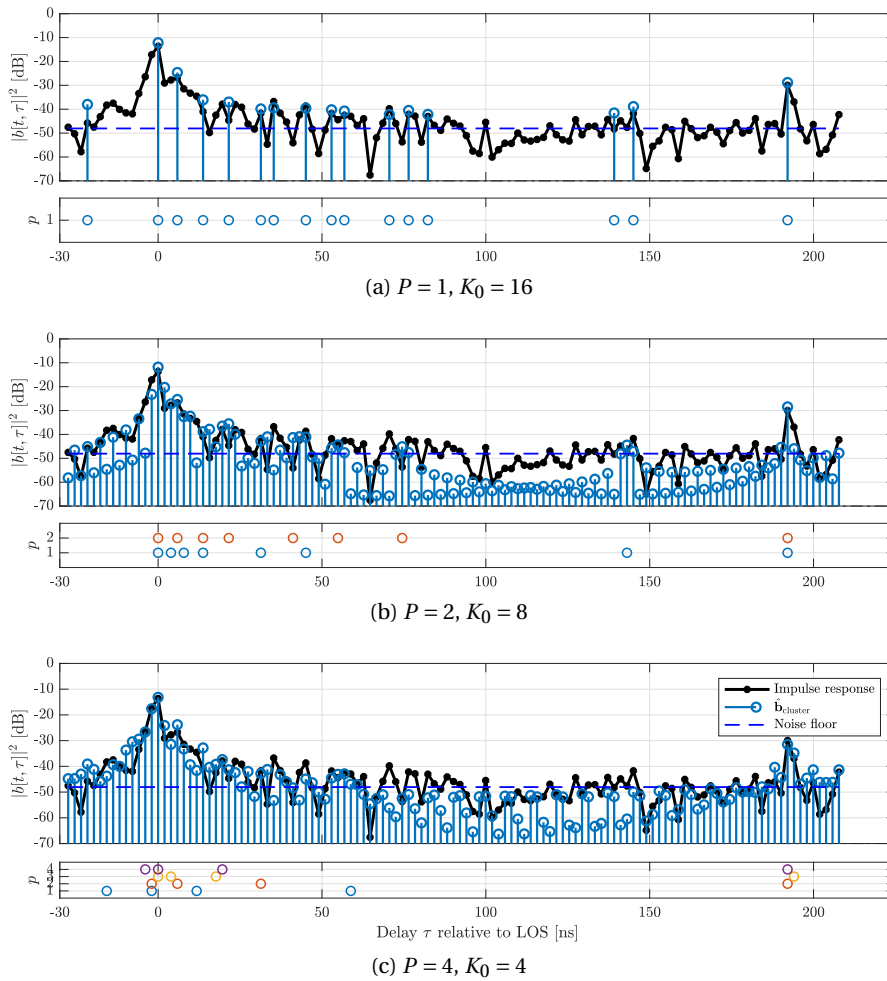 0
-10
-20
-30
-40
-50
-60
-70
|b[t, τ]|² [dB]
p
1
-30 0 50 100 150 200
(a) P = 1, K₀ = 16
0
-10
-20
-30
-40
-50
-60
-70
|b[t, τ]|² [dB]
p
2
1
-30 0 50 100 150 200
(b) P = 2, K₀ = 8
0
-10
-20
-30
-40
-50
-60
-70
|b[t, τ]|² [dB]
Impulse response
b̂cluster
Noise floor
p
4
3
2
1
-30 0 50 100 150 200
Delay τ relative to LOS [ns]
(c) P = 4, K₀ = 4